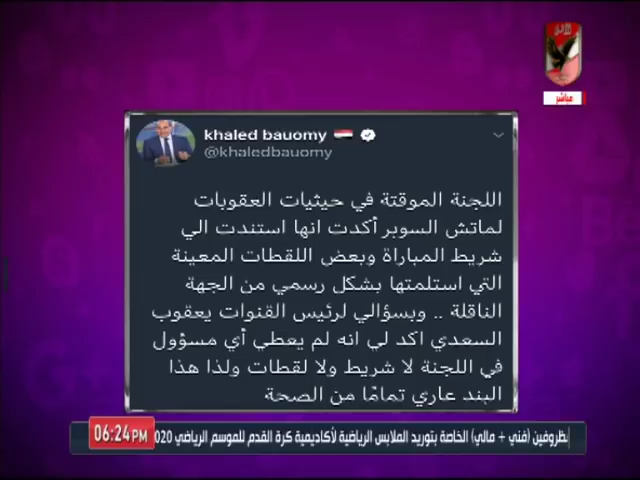 الأهلي
مباشر
khaled bauomy
@khaledbauomy
اللجنة الموقتة في حيثيات العقوبات
لماتش السوبر أكدت انها استندت الي
شريط المباراة وبعض اللقطات المعينة
التي استلمتها بشكل رسمي من الجهة
الناقلة .. وبسؤالي لرئيس القنوات يعقوب
السعدي اكد لي انه لم يعطي أي مسؤول
في اللجنة لا شريط ولا لقطات ولذا هذا
البند عاري تمامًا من الصحة
06:24 PM
بظروفين (فني + مالي) الخاصة بتوريد الملابس الرياضية لأكاديمية كرة القدم للموسم الرياضي 020